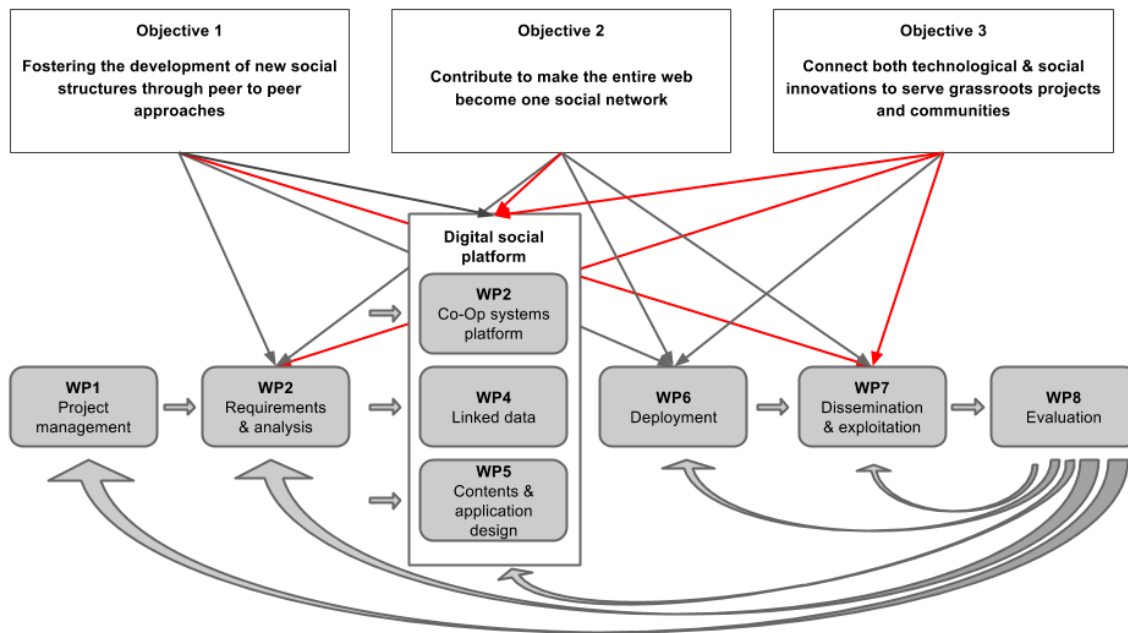 Objective 1
Fostering the development of new social
structures through peer to peer
approaches
Objective 2
Contribute to make the entire web
become one social network
Objective 3
Connect both technological & social
innovations to serve grassroots projects
and communities
Digital social
platform
WP2
Co-Op systems
platform
WP1
Project
management
WP2
Requirements
& analysis
WP4
Linked data
WP6
Deployment
WP7
Dissemination
& exploitation
WP8
Evaluation
WP5
Contents &
application
design